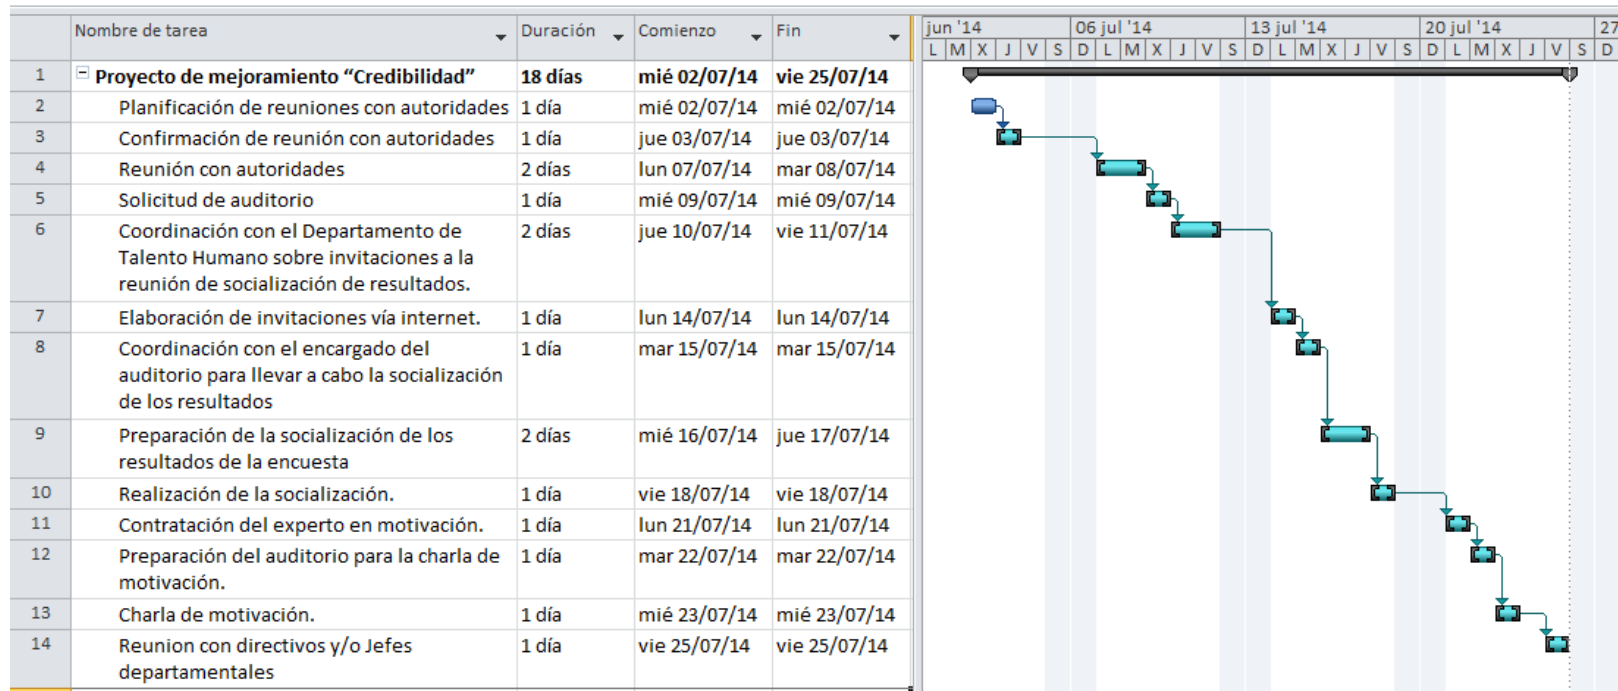 Nombre de tarea Duración Comienzo Fin
jun '14 06 jul '14 13 jul '14 20 jul '14 27
L M X J V S D L M X J V S D L M X J V S D L M X J V S D
1 Proyecto de mejoramiento “Credibilidad” 18 días mié 02/07/14 vie 25/07/14
2 Planificación de reuniones con autoridades 1 día mié 02/07/14 mié 02/07/14
3 Confirmación de reunión con autoridades 1 día jue 03/07/14 jue 03/07/14
4 Reunión con autoridades 2 días lun 07/07/14 mar 08/07/14
5 Solicitud de auditorio 1 día mié 09/07/14 mié 09/07/14
6 Coordinación con el Departamento de 2 días jue 10/07/14 vie 11/07/14
Talento Humano sobre invitaciones a la
reunión de socialización de resultados.
7 Elaboración de invitaciones vía internet. 1 día lun 14/07/14 lun 14/07/14
8 Coordinación con el encargado del 1 día mar 15/07/14 mar 15/07/14
auditorio para llevar a cabo la socialización
de los resultados
9 Preparación de la socialización de los 2 días mié 16/07/14 jue 17/07/14
resultados de la encuesta
10 Realización de la socialización. 1 día vie 18/07/14 vie 18/07/14
11 Contratación del experto en motivación. 1 día lun 21/07/14 lun 21/07/14
12 Preparación del auditorio para la charla de 1 día mar 22/07/14 mar 22/07/14
motivación.
13 Charla de motivación. 1 día mié 23/07/14 mié 23/07/14
14 Reunion con directivos y/o Jefes 1 día vie 25/07/14 vie 25/07/14
departamentales